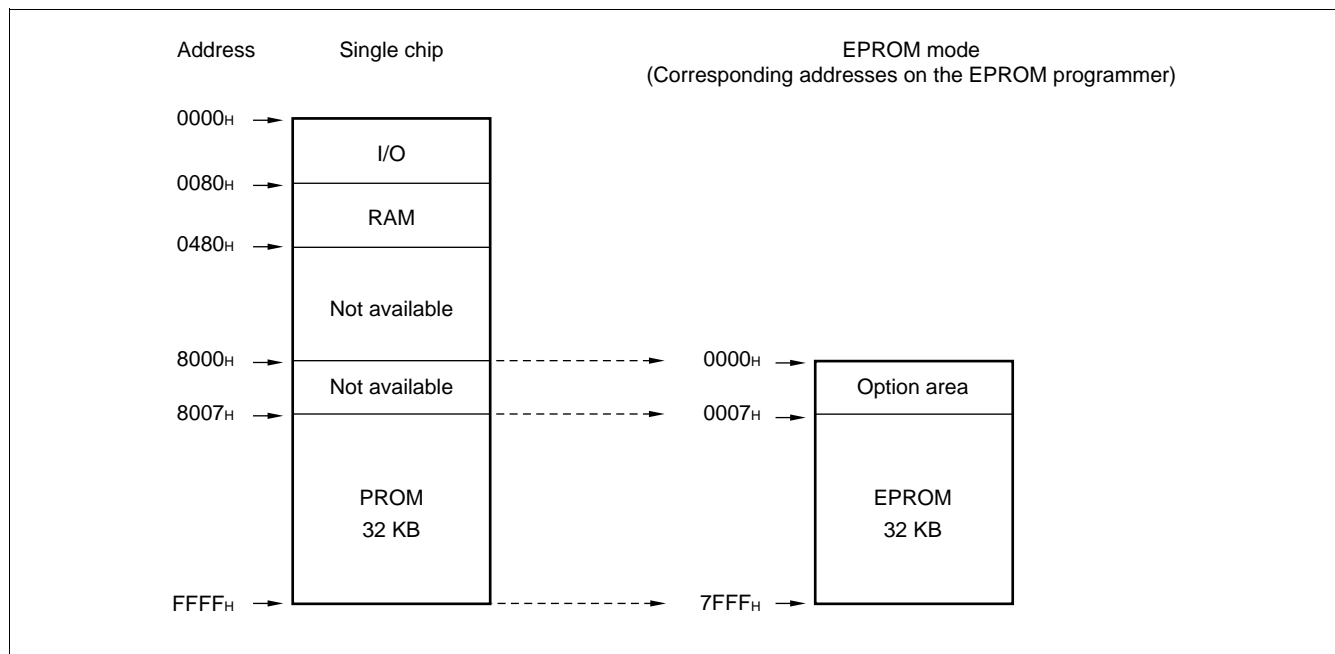 Address Single chip EPROM mode
(Corresponding addresses on the EPROM programmer)
0000H
I/O
0080H
RAM
0480H
Not available
8000H 0000H
Not available Option area
8007H 0007H
PROM EPROM
32 KB 32 KB
FFFFH 7FFFH